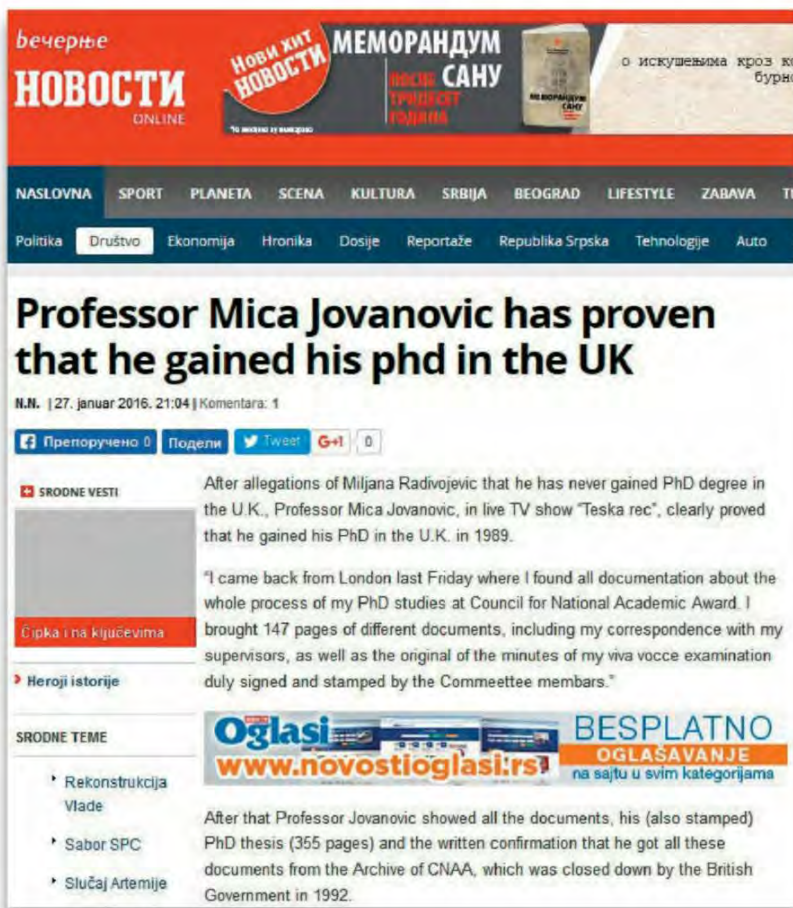 вечерње
НОВОСТИ
ONLINE
НОВИ ХИТ
НОВОСТИ
МЕМОРАНДУМ
САНУ
ПОСЛЕ
ТРИДЕСЕТ
ГОДИНА
МЕМОРАНДУМ
САНУ
о искушењима кроз
NASLOVNA SPORT PLANETA SCENA KULTURA SRBIJA BEOGRAD LIFESTYLE ZABAVA
Politika Društvo Ekonomija Hronika Dosije Reportaže Republika Srpska Tehnologije Auto
Professor Mica Jovanovic has proven
that he gained his phd in the UK
N.N. | 27. januar 2016. 21:04 | Komentara: 1
Препоручено 0 Подели Tweet G+1 0
SRODNE VESTI
Čipka i na ključevima
Heroji istorije
SRODNE TEME
Rekonstrukcija
Vlade
Sabor SPC
Slučaj Artemije
After allegations of Miljana Radivojevic that he has never gained PhD degree in
the U.K., Professor Mica Jovanovic, in live TV show “Teska rec”, clearly proved
that he gained his PhD in the U.K. in 1989.
“I came back from London last Friday where I found all documentation about the
whole process of my PhD studies at Council for National Academic Award. I
brought 147 pages of different documents, including my correspondence with my
supervisors, as well as the original of the minutes of my viva vocce examination
duly signed and stamped by the Commeettee membars.”
Oglasi
www.novostioglasi.rs
BESPLATNO
OGLAŠAVANJE
na sajtu u svim kategorijama
After that Professor Jovanovic showed all the documents, his (also stamped)
PhD thesis (355 pages) and the written confirmation that he got all these
documents from the Archive of CNAA, which was closed down by the British
Government in 1992.